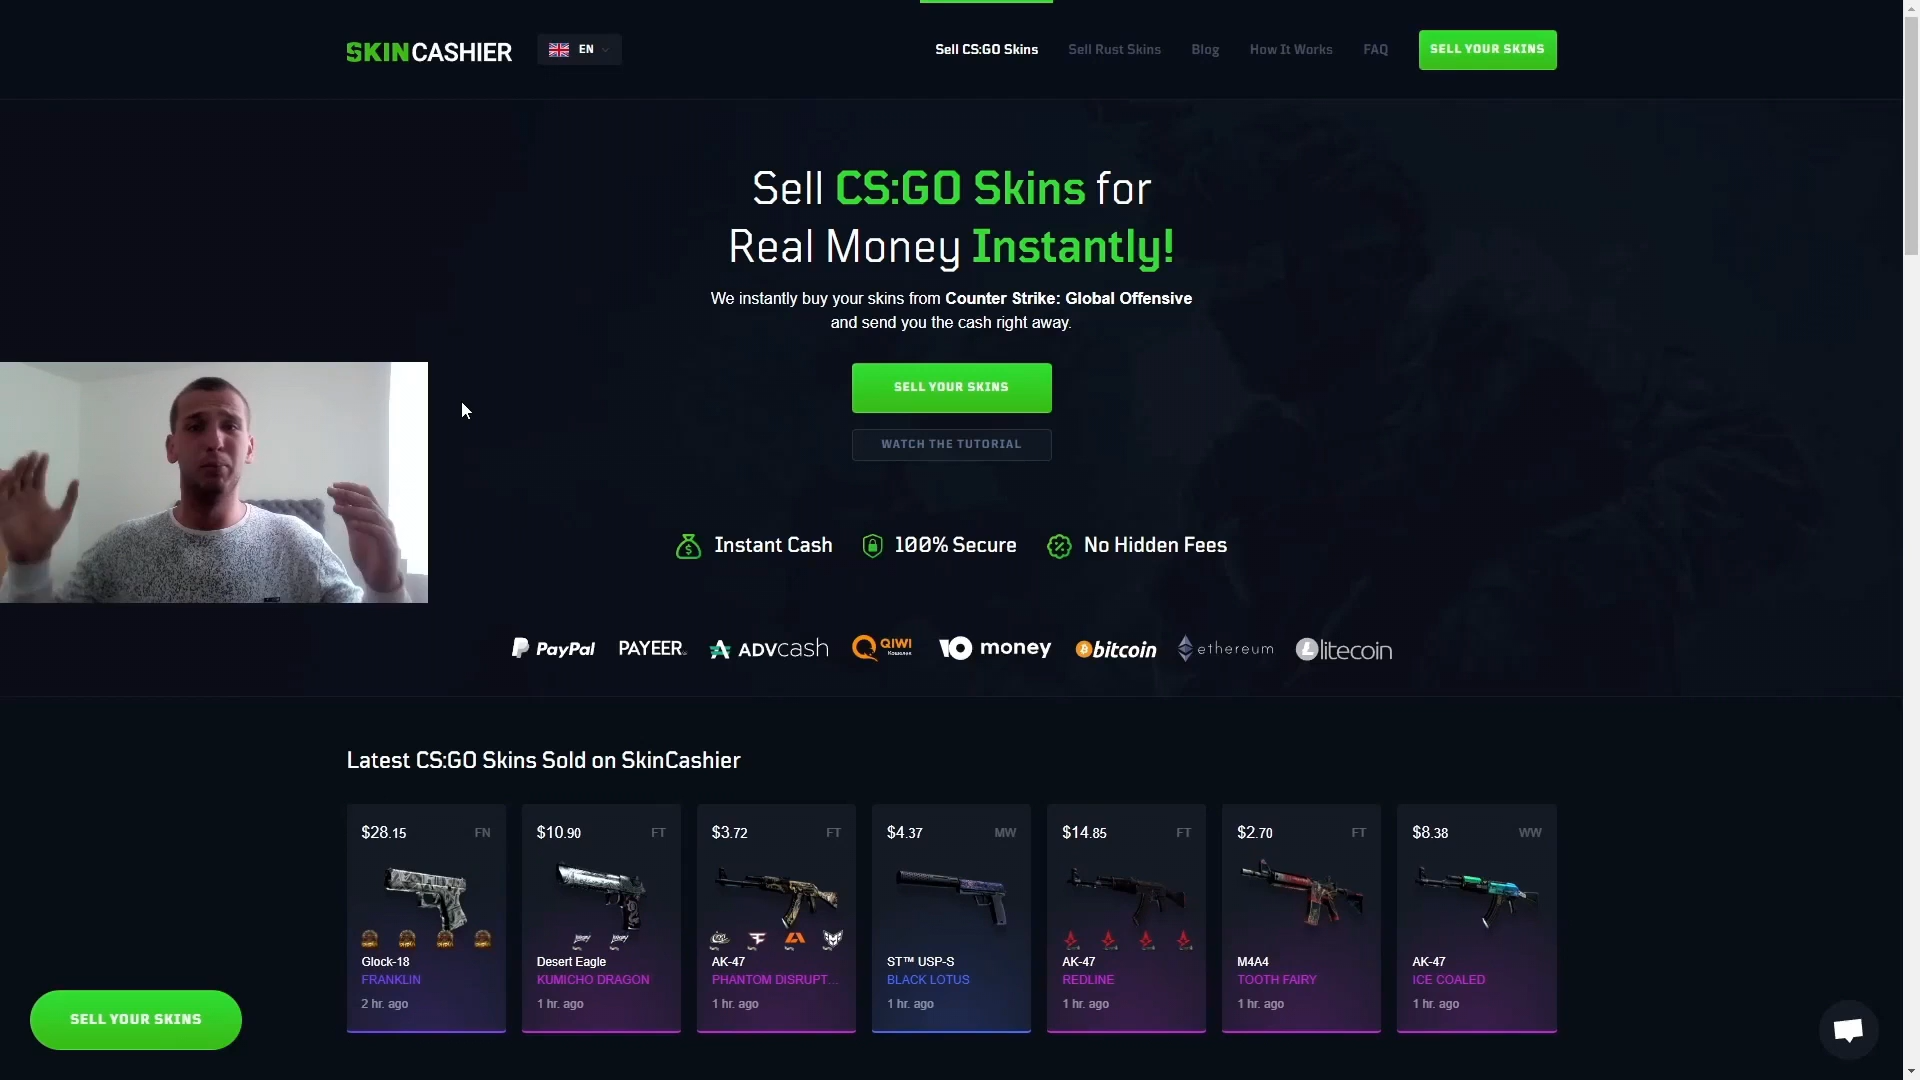 SKINCASHIER
EN
Sell CS:GO Skins
Sell Rust Skins
Blog
How It Works
FAQ
SELL YOUR SKINS
Sell CS:GO Skins for
Real Money Instantly!
We instantly buy your skins from Counter Strike: Global Offensive
and send you the cash right away.
SELL YOUR SKINS
WATCH THE TUTORIAL
Instant Cash
100% Secure
No Hidden Fees
PayPal
PAYEER
ADVcash
QIWI
money
bitcoin
ethereum
litecoin
Latest CS:GO Skins Sold on SkinCashier
$28.15 FN
Glock-18
FRANKLIN
2 hr. ago
$10.90 FT
Desert Eagle
KUMICHO DRAGON
1 hr. ago
$3.72 FT
AK-47
PHANTOM DISRUPT...
1 hr. ago
$4.37 MW
ST™ USP-S
BLACK LOTUS
1 hr. ago
$14.85 FT
AK-47
REDLINE
1 hr. ago
$2.70 FT
M4A4
TOOTH FAIRY
1 hr. ago
$8.38 WW
AK-47
ICE COALED
1 hr. ago
SELL YOUR SKINS